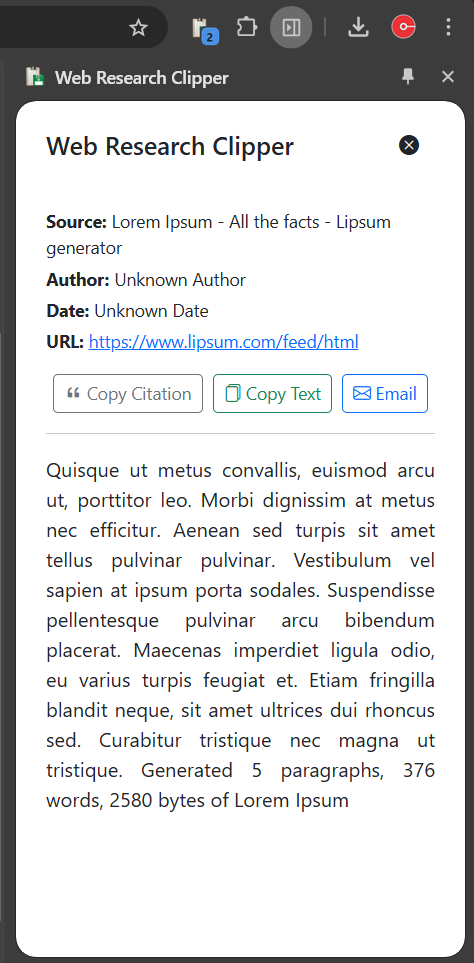 2
Web Research Clipper
Web Research Clipper
Source: Lorem Ipsum - All the facts - Lipsum
generator
Author: Unknown Author
Date: Unknown Date
URL: https://www.lipsum.com/feed/html
Copy Citation Copy Text Email
Quisque ut metus convallis, euismod arcu
ut, porttitor leo. Morbi dignissim at metus
nec efficitur. Aenean sed turpis sit amet
tellus pulvinar pulvinar. Vestibulum vel
sapien at ipsum porta sodales. Suspendisse
pellentesque pulvinar arcu bibendum
placerat. Maecenas imperdiet ligula odio,
eu varius turpis feugiat et. Etiam fringilla
blandit neque, sit amet ultrices dui rhoncus
sed. Curabitur tristique nec magna ut
tristique. Generated 5 paragraphs, 376
words, 2580 bytes of Lorem Ipsum